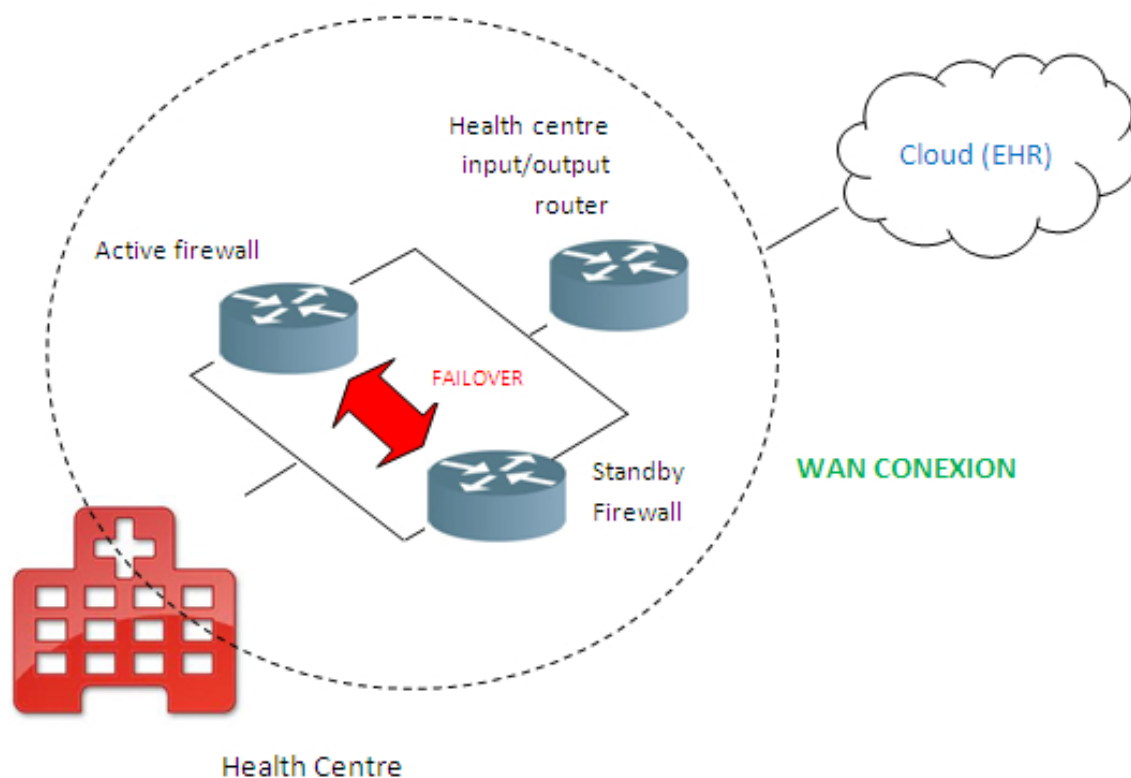 Health centre
input/output
router
Cloud (EHR)
Active firewall
FAILOVER
Standby
Firewall
WAN CONEXION
Health Centre